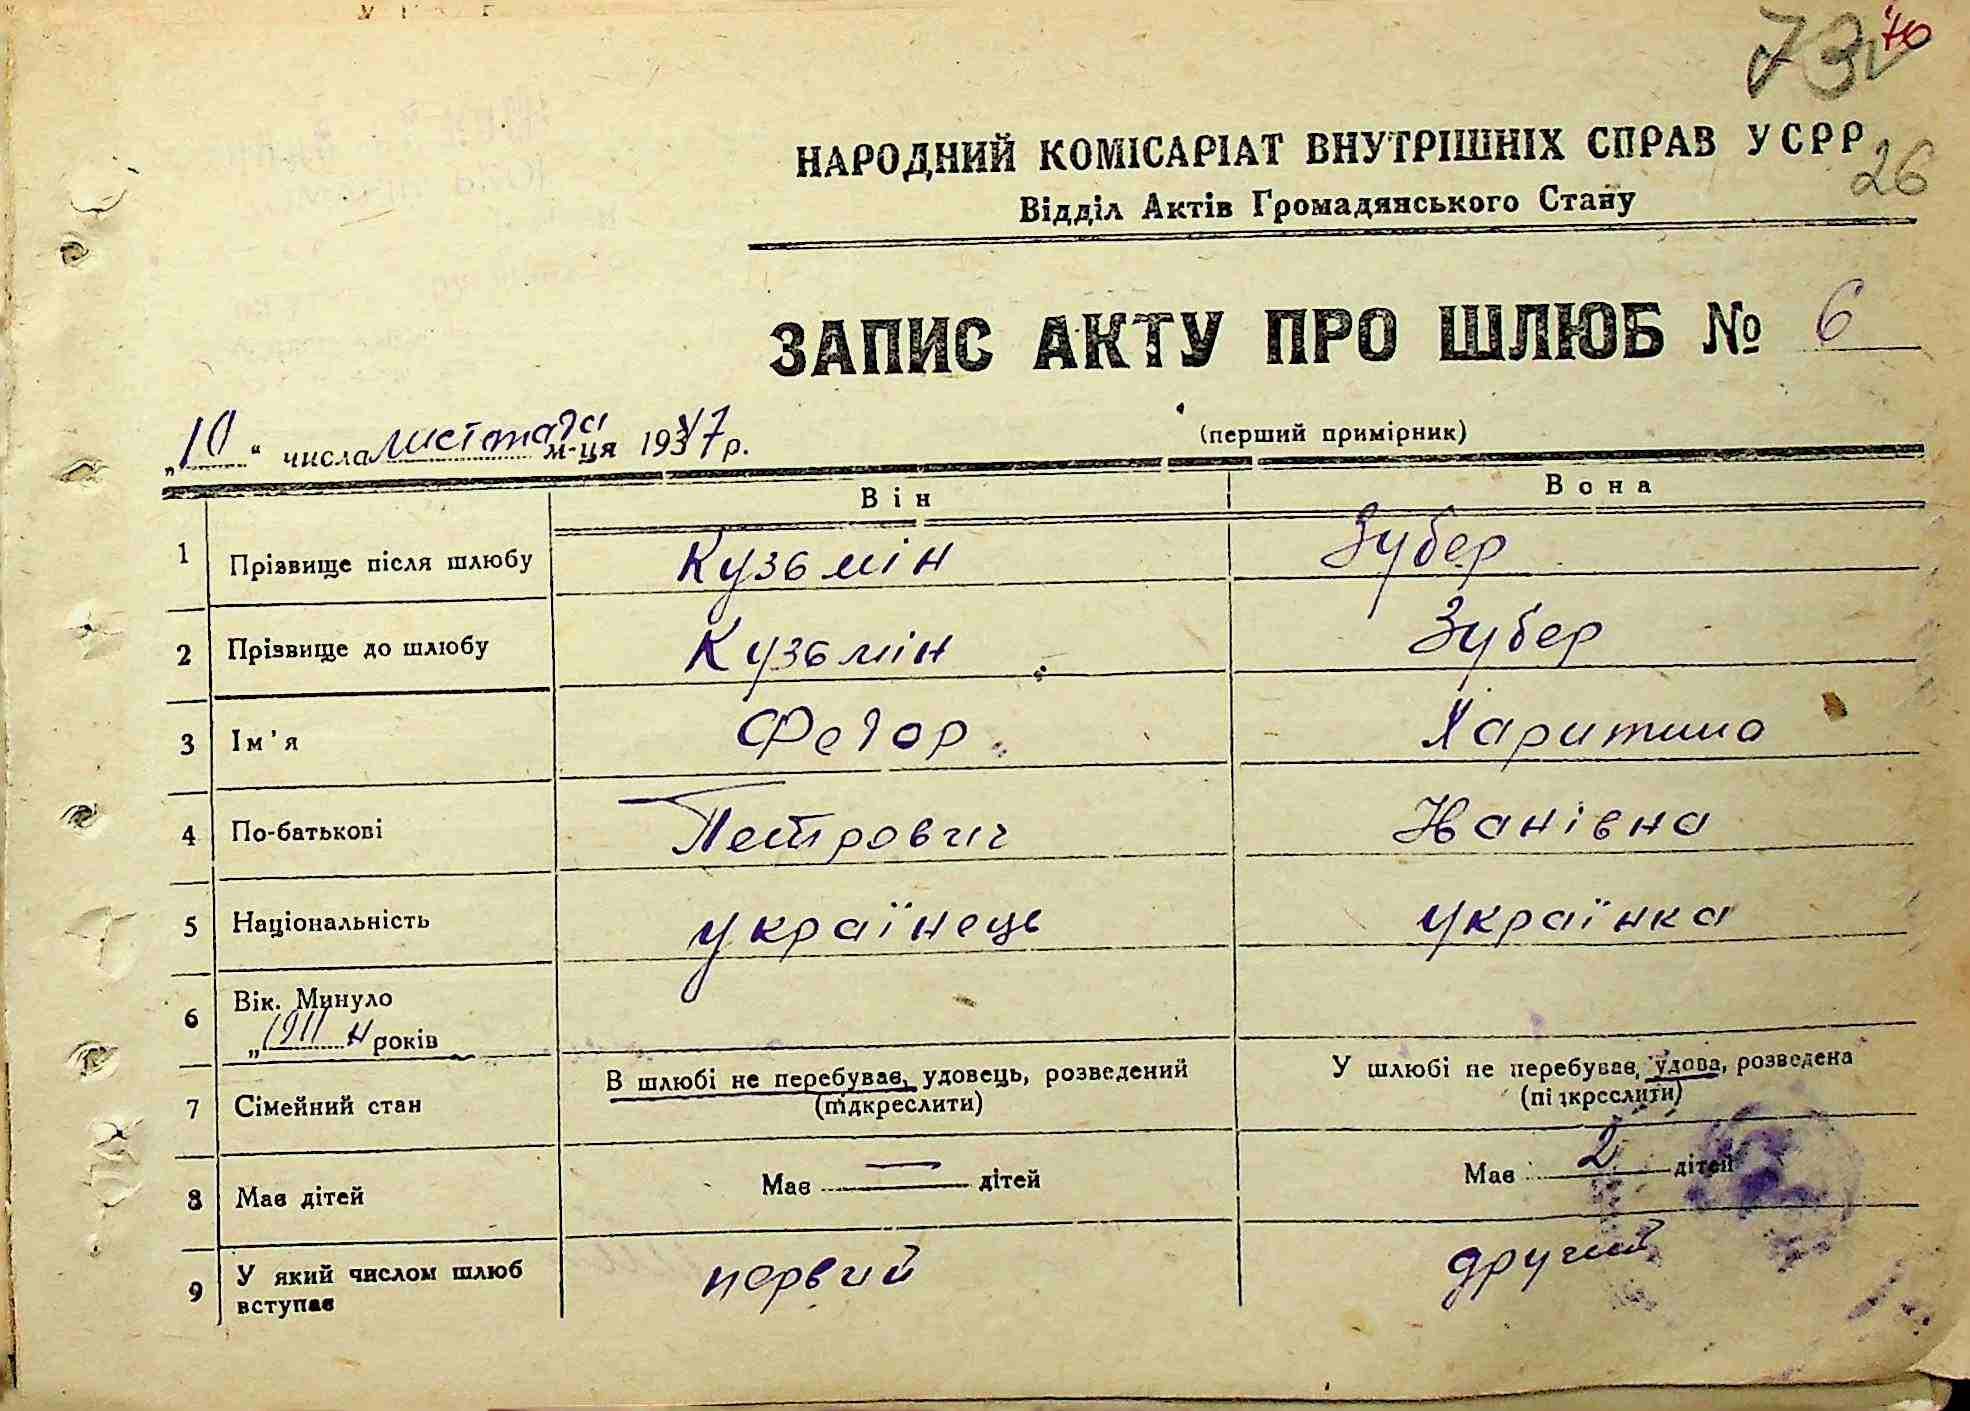 73 76
НАРОДНИЙ КОМІСАРІАТ ВНУТРІШНІХ СПРАВ УСРР
26
Відділ Актів Громадянського Стану
ЗАПИС АКТУ ПРО ШЛЮБ № 6
„10“ числа листопада м-ця 1937 р.
(перший примірник)
Він Вона
1 Прізвище після шлюбу Кузьмін Зубер
2 Прізвище до шлюбу Кузьмін Зубер
3 Ім'я Федор Харитина
4 По-батькові Петрович Иванівна
5 Національність українець українка
6 Вік. Минуло
„1911 н років
7 Сімейний стан В шлюбі не перебуває, удовець, розведений У шлюбі не перебуває, удова, розведена
(підкреслити) (підкреслити)
8 Має дітей Має — дітей Має 2 дітей
9 У який числом шлюб вступає первий другий